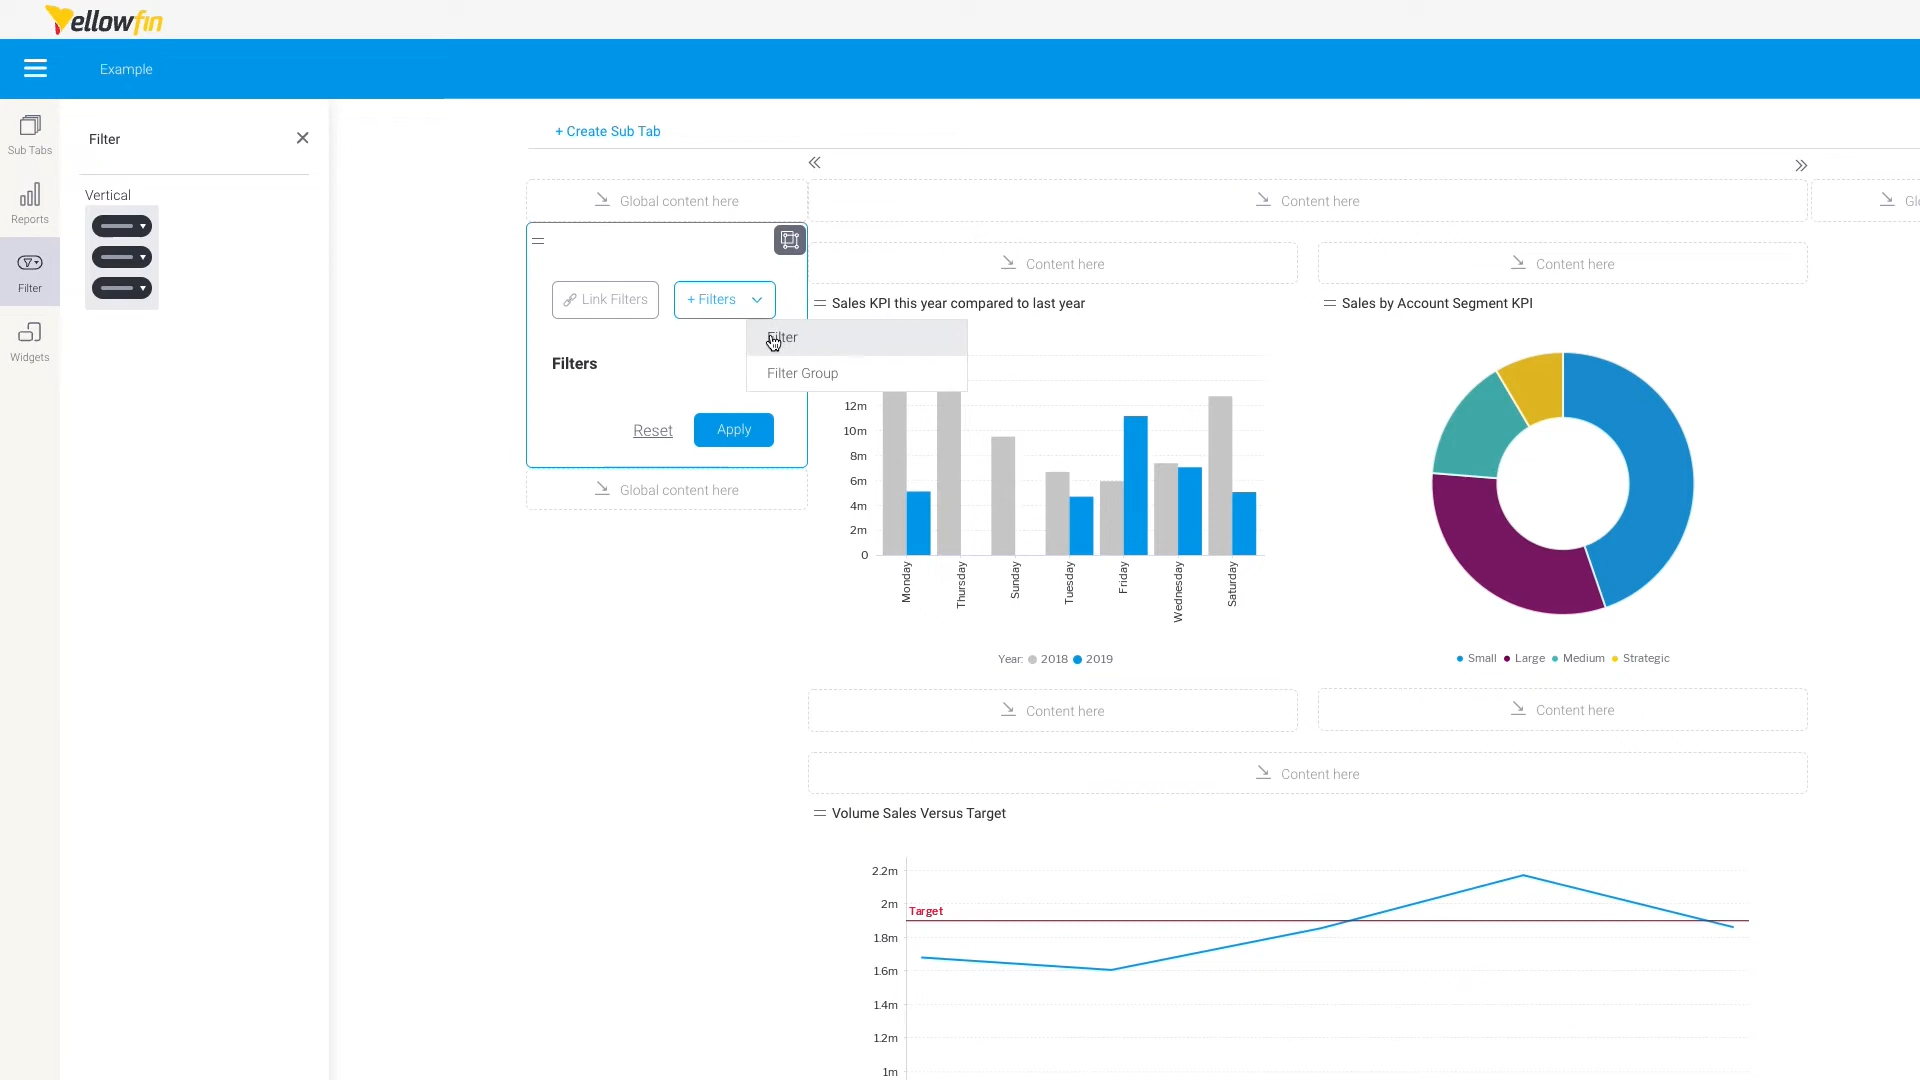 Yellowfin
Example
Sub Tabs
Reports
Filter
Widgets
Filter
Vertical
+ Create Sub Tab
Global content here
Content here
Link Filters
+ Filters
Filter
Filter Group
Filters
Reset
Apply
Global content here
Content here
Content here
Sales KPI this year compared to last year
Sales by Account Segment KPI
12m
10m
8m
6m
4m
2m
0
Monday
Thursday
Sunday
Tuesday
Friday
Wednesday
Saturday
Year: 2018 2019
Small Large Medium Strategic
Content here
Content here
Content here
Volume Sales Versus Target
2.2m
2m
Target
1.8m
1.6m
1.4m
1.2m
1m